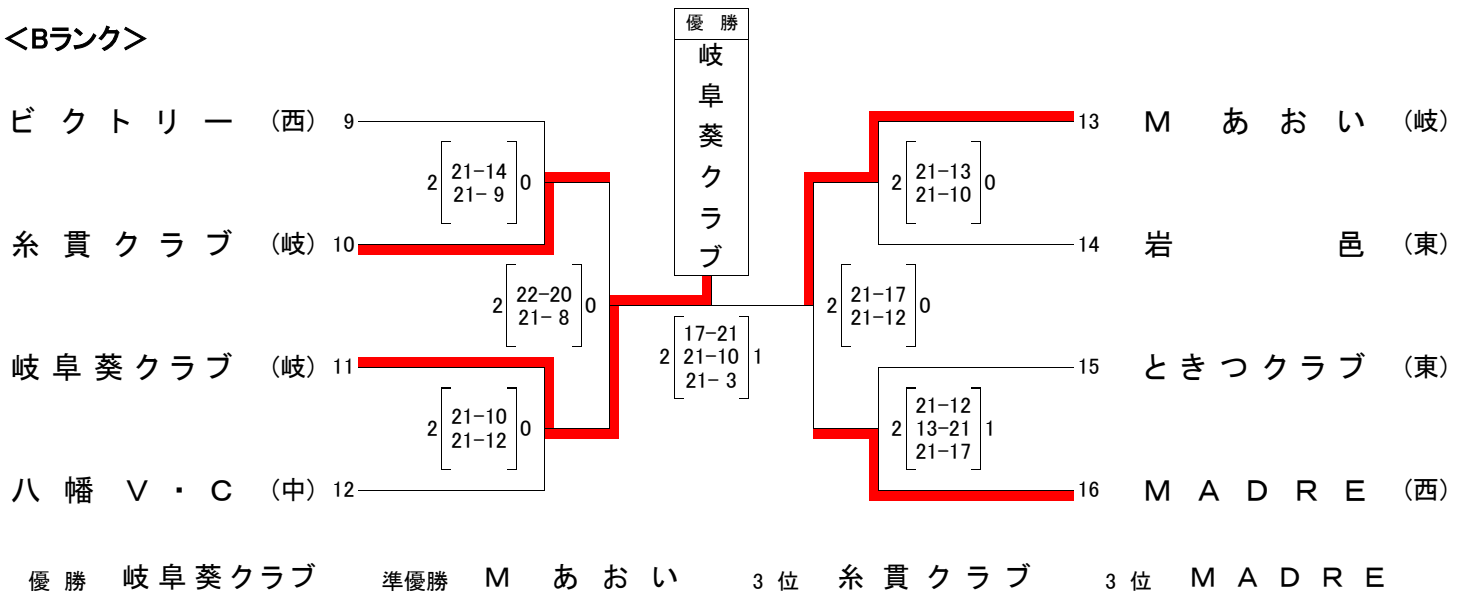 <Bランク>
優勝
岐阜葵クラブ
ビクトリー (西) 9
糸貫クラブ (岐) 10
岐阜葵クラブ (岐) 11
八幡V・C (中) 12
2 21-14 0
21- 9
2 22-20 0
21- 8
2 21-10 0
21-12
17-21
2 21-10 1
21- 3
13 M あおい (岐)
14 岩邑 (東)
15 ときつクラブ (東)
16 MADRE (西)
2 21-13 0
21-10
2 21-17 0
21-12
21-12
2 13-21 1
21-17
優勝 岐阜葵クラブ 準優勝 M あおい 3位 糸貫クラブ 3位 MADRE